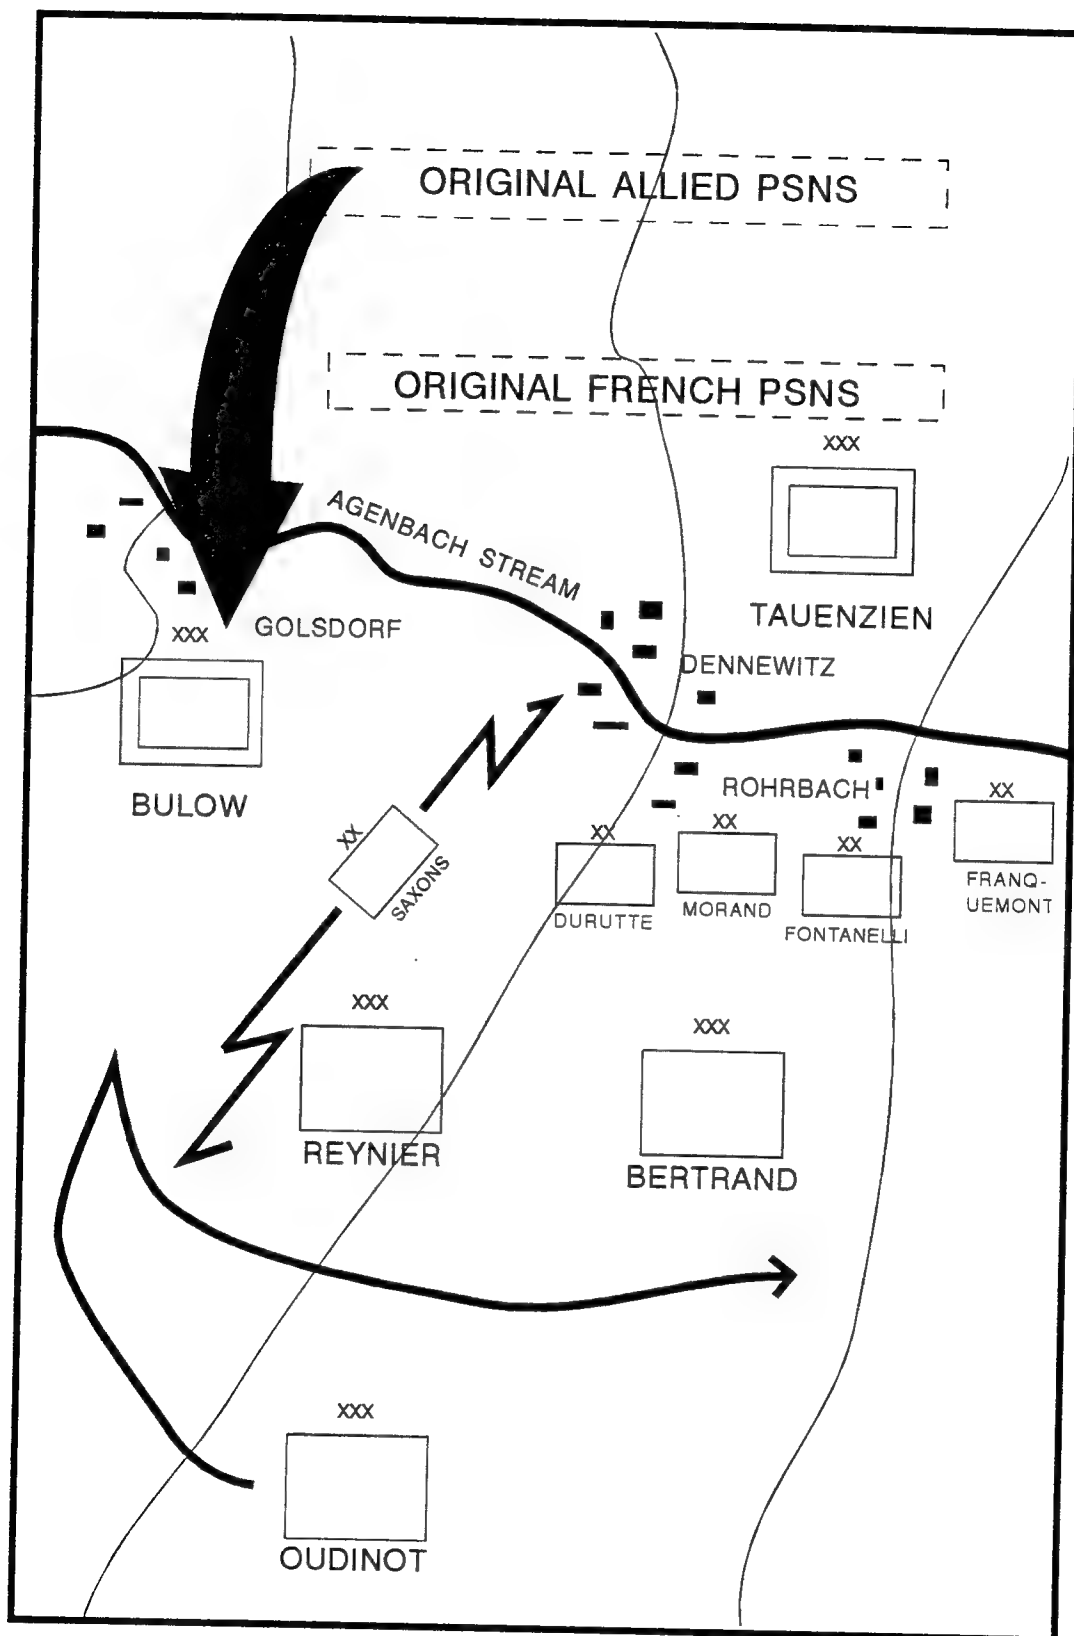 ORIGINAL ALLIED PSNS
ORIGINAL FRENCH PSNS
XXX
TAUENZIEN
AGENBACH STREAM
GOLSDORF
XXX
BULOW
DENNEWITZ
ROHRBACH
XX
SAXONS
XX
DURUTTE
XX
MORAND
XX
FONTANELLI
XX
FRANQ-
UEMONT
XXX
REYNIER
XXX
BERTRAND
XXX
OUDINOT